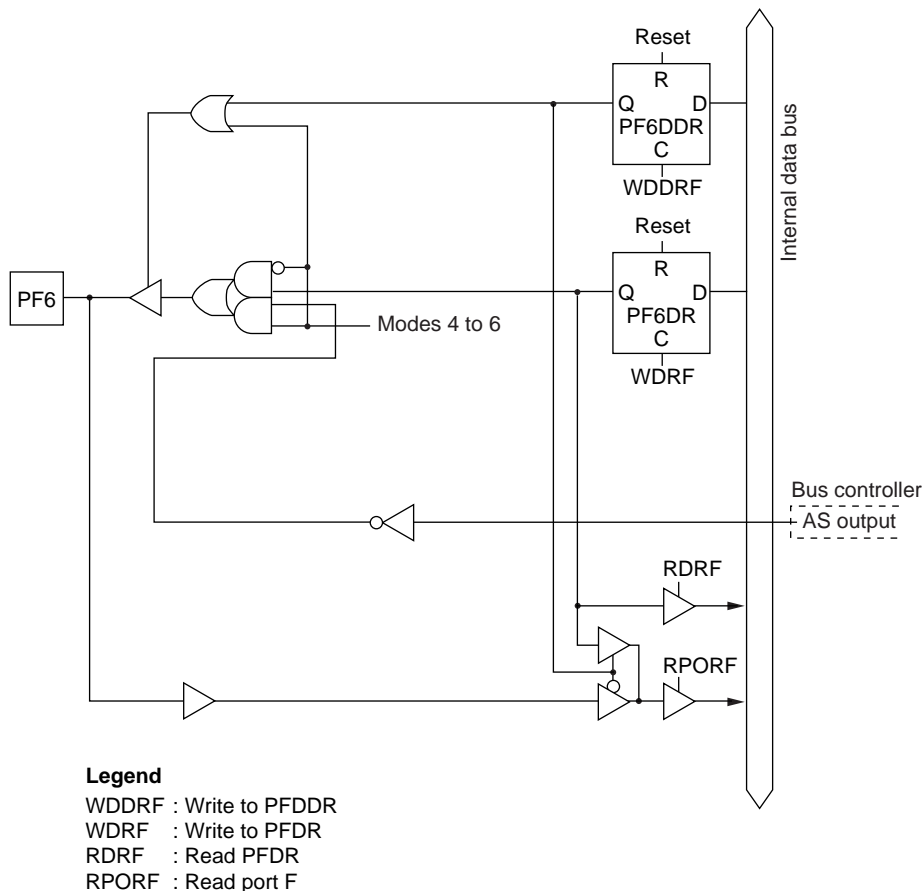 Reset
R
Q D
PF6DDR
C
WDDRF
Internal data bus
Reset
R
Q D
PF6DR
C
WDRF
PF6
Modes 4 to 6
Bus controller
AS output
RDRF
RPORF
Legend
WDDRF : Write to PFDDR
WDRF : Write to PFDR
RDRF : Read PFDR
RPORF : Read port F